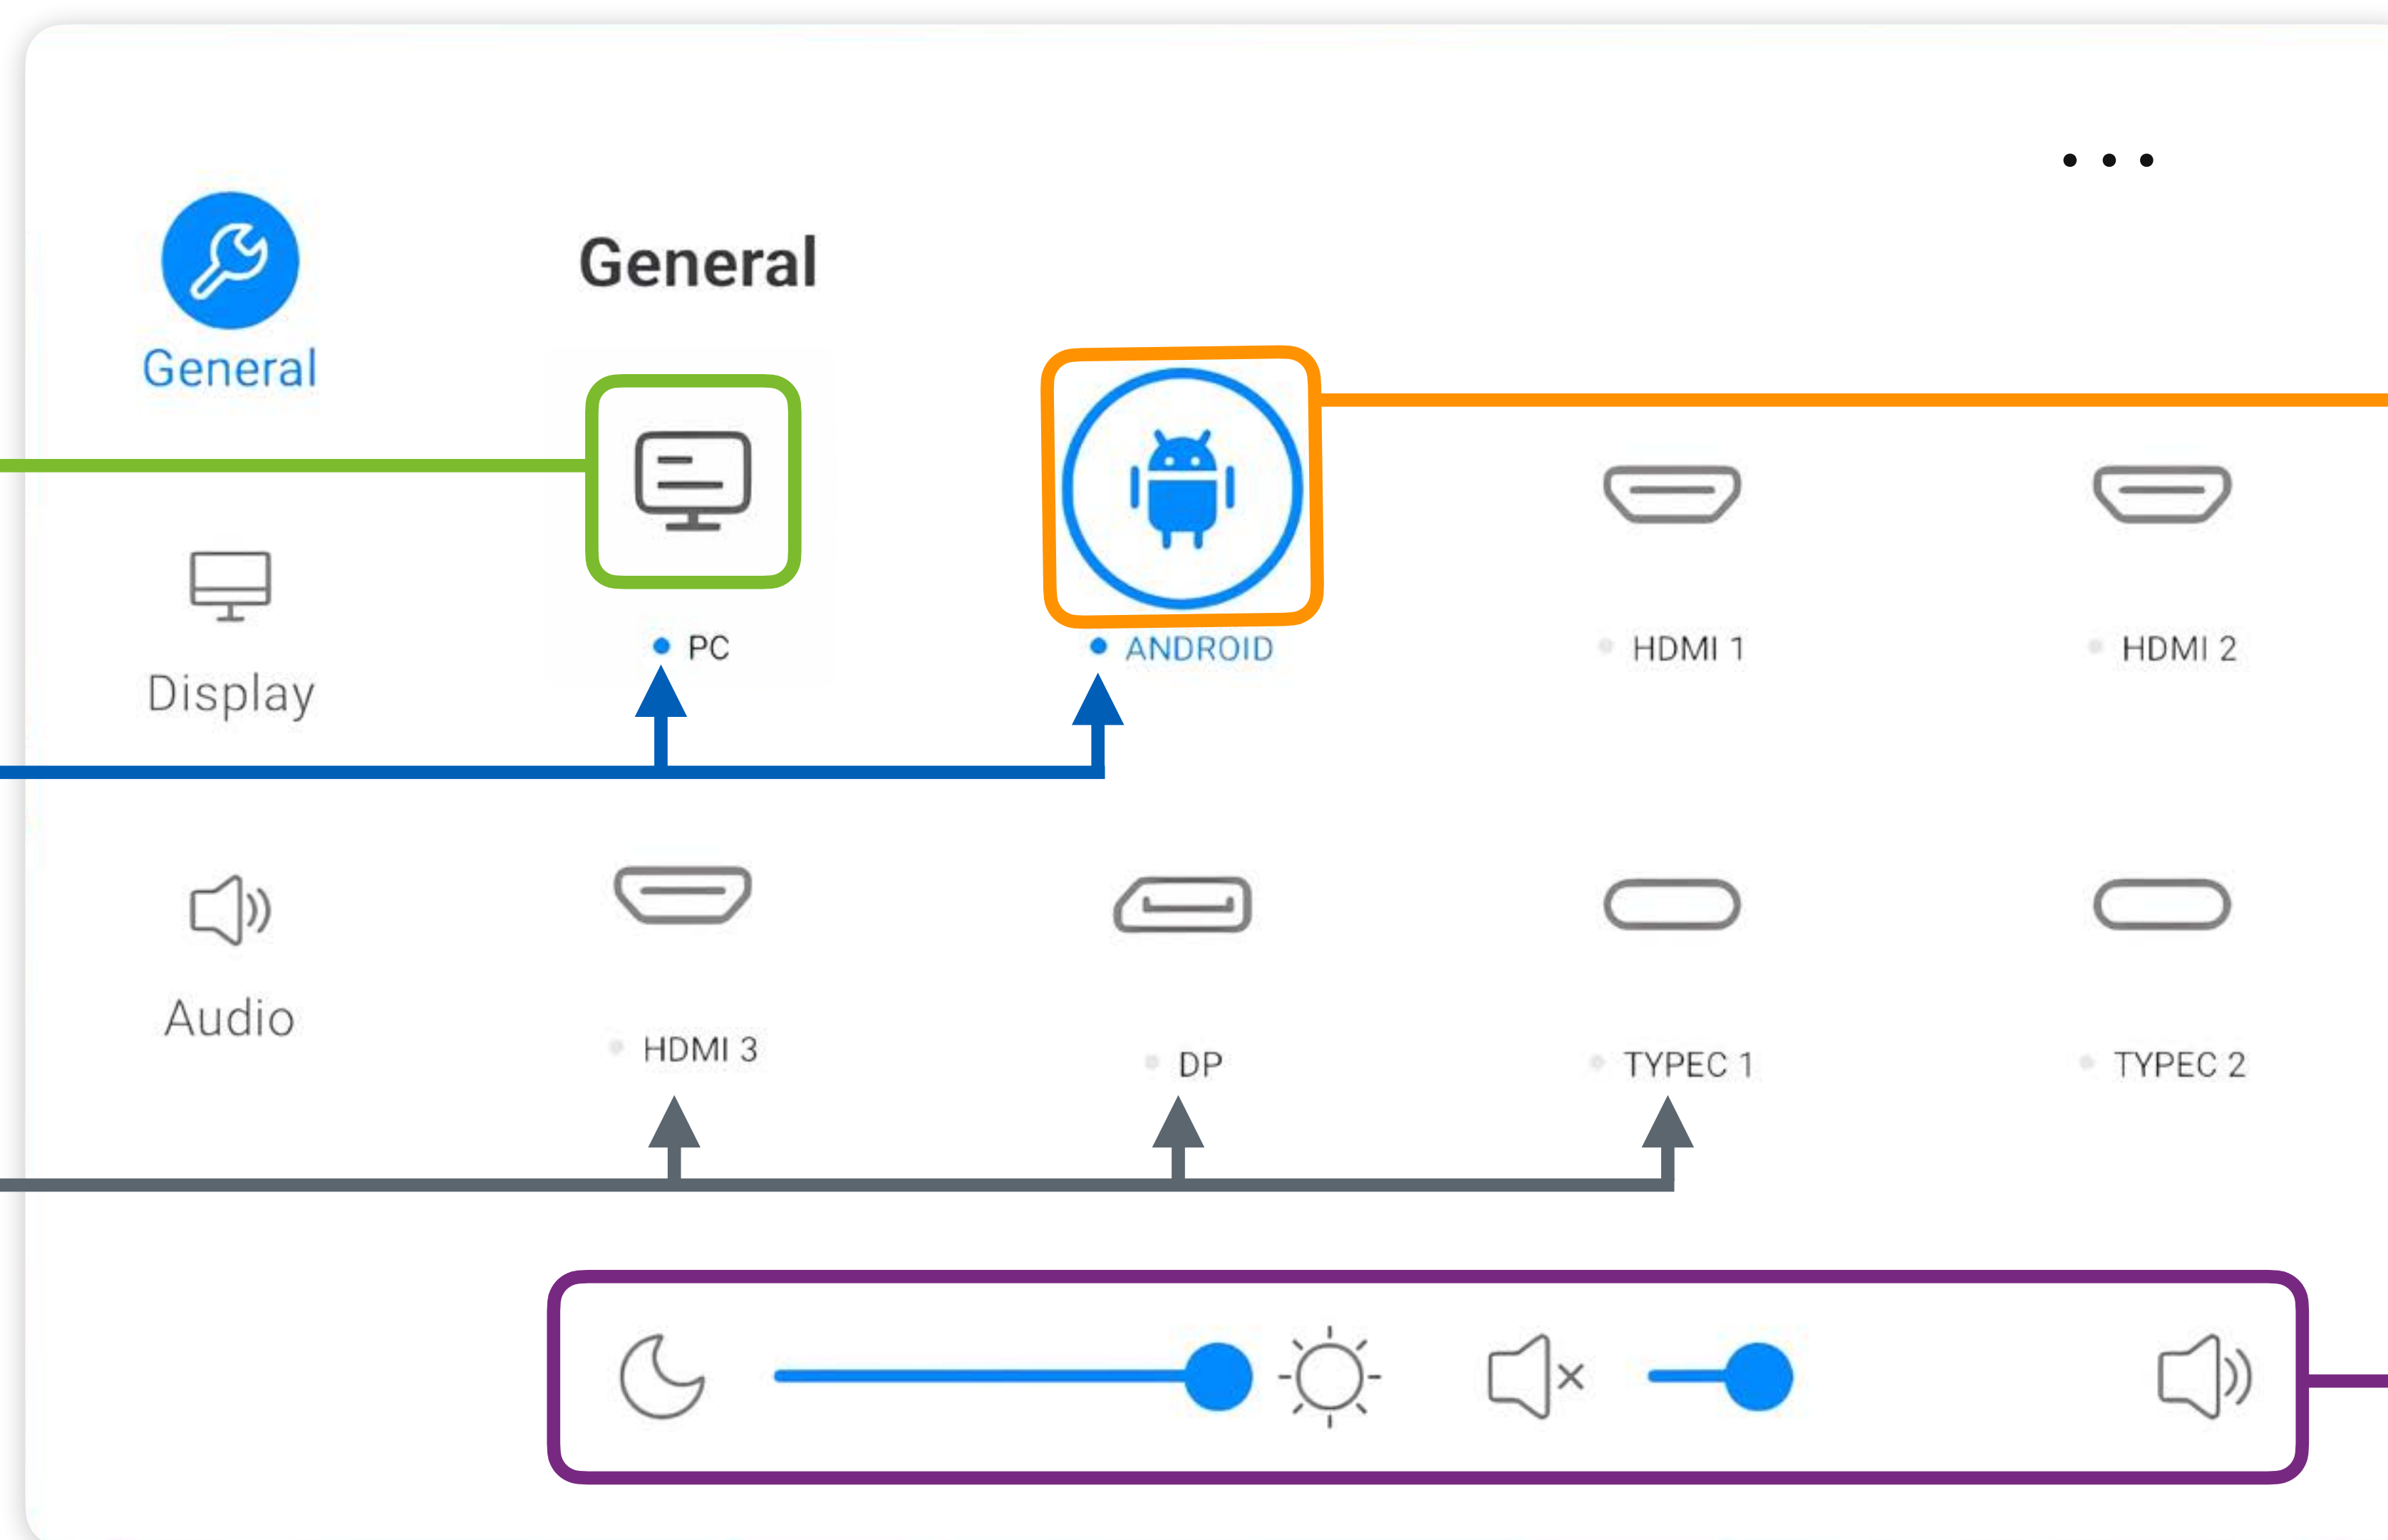 General
General
PC
ANDROID
HDMI 1
HDMI 2
Display
HDMI 3
DP
TYPEC 1
TYPEC 2
Audio